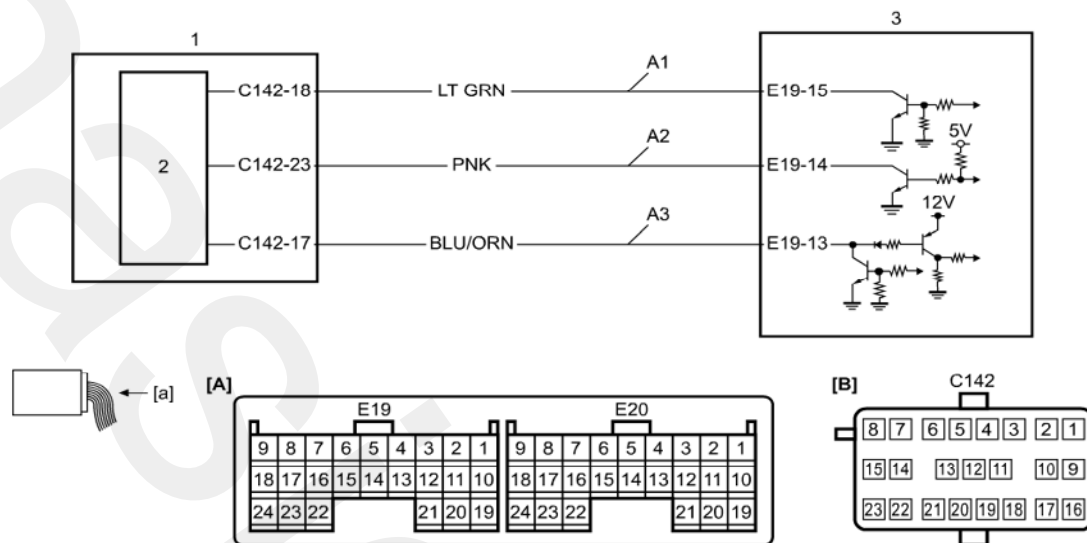 1
3
A1
C142-18 LT GRN E19-15
5V
A2
2
C142-23 PNK E19-14
12V
A3
C142-17 BLU/ORN E19-13
[a]
[A]
E19 E20
9 8 7 6 5 4 3 2 1 9 8 7 6 5 4 3 2 1
18 17 16 15 14 13 12 11 10 18 17 16 15 14 13 12 11 10
24 23 22 21 20 19 24 23 22 21 20 19
[B]
C142
8 7 6 5 4 3 2 1
15 14 13 12 11 10 9
23 22 21 20 19 18 17 16